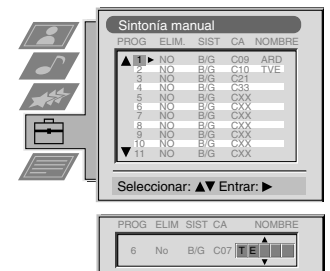 Sintonía manual
PROG ELIM. SIST CA NOMBRE
1 NO B/G C09 ARD
2 NO B/G C10 TVE
3 NO B/G C21
4 NO B/G C33
5 NO B/G CXX
6 NO B/G CXX
7 NO B/G CXX
8 NO B/G CXX
9 NO B/G CXX
10 NO B/G CXX
11 NO B/G CXX
Seleccionar: ▲▼ Entrar: ►
PROG ELIM SIST CA NOMBRE
6 No B/G C07 T E